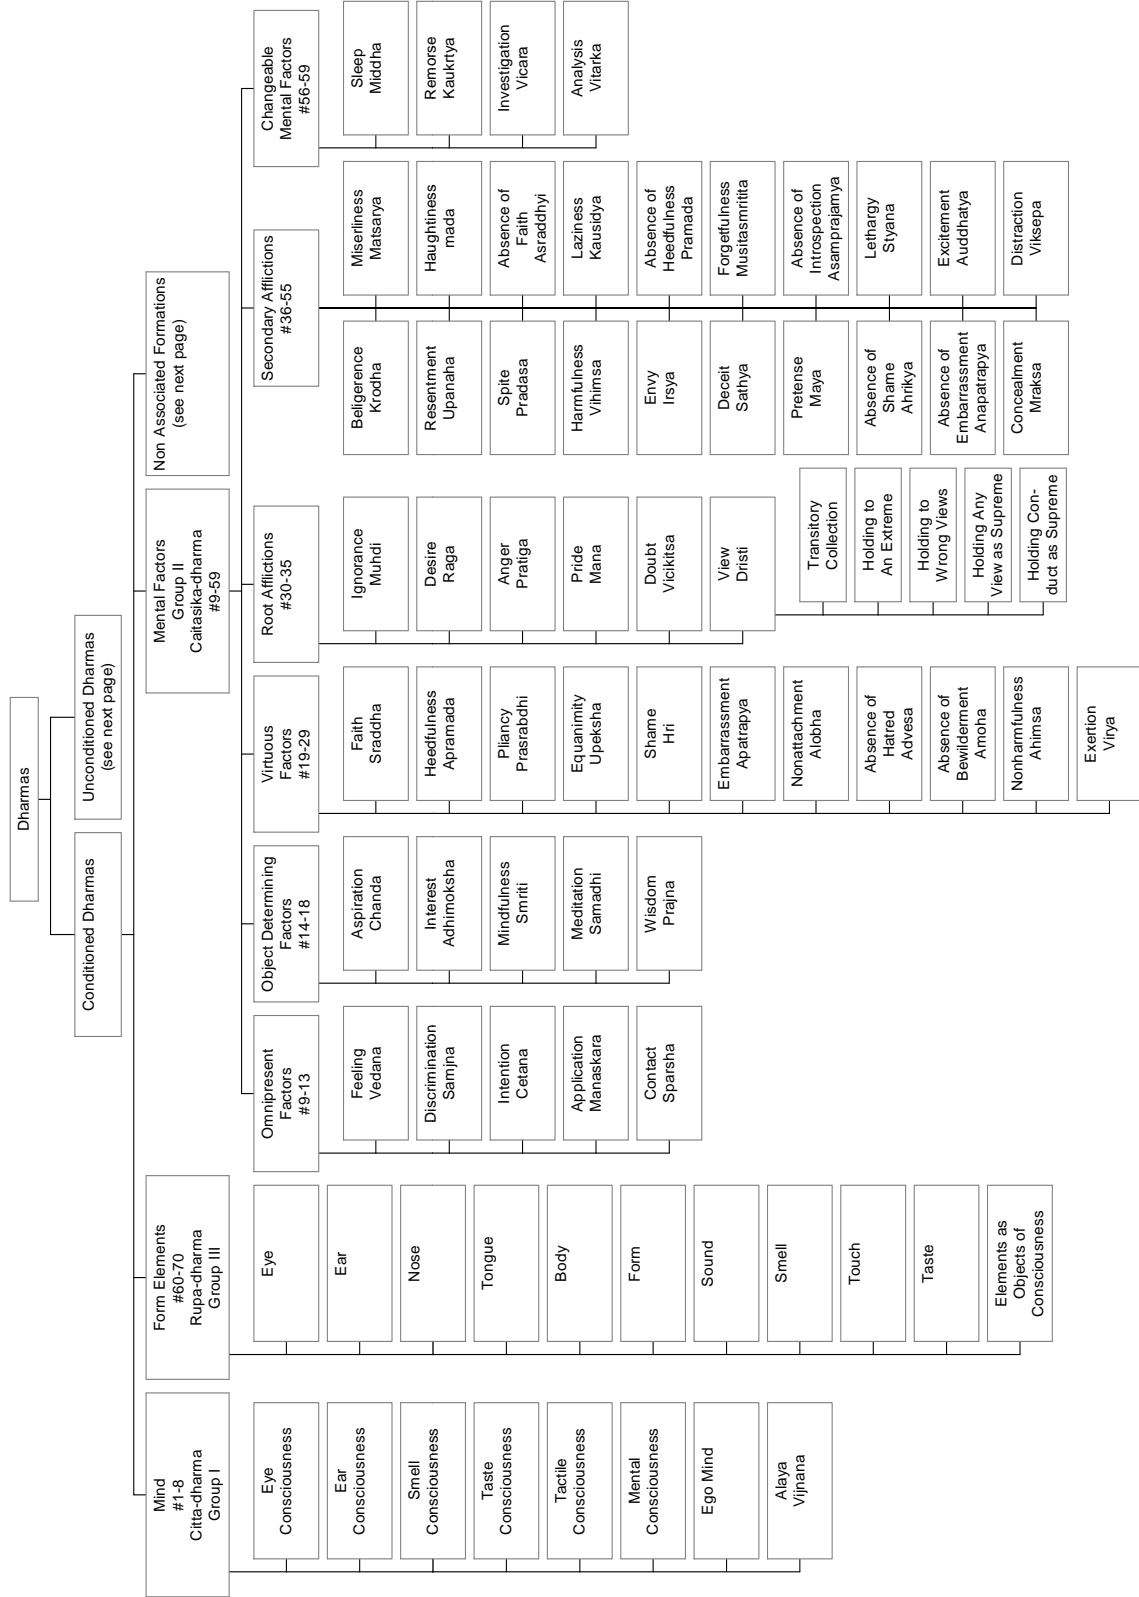 Dharmas
Conditioned Dharmas
Unconditioned Dharmas
(see next page)
Mind
#1-8
Citta-dharma
Group I
Eye
Consciousness
Ear
Consciousness
Smell
Consciousness
Taste
Consciousness
Tactile
Consciousness
Mental
Consciousness
Ego Mind
Alaya
Vijnana
Form Elements
#60-70
Rupa-dharma
Group III
Eye
Ear
Nose
Tongue
Body
Form
Sound
Smell
Touch
Taste
Elements as
Objects of
Consciousness
Mental Factors
Group II
Caitasika-dharma
#9-59
Omnipresent
Factors
#9-13
Feeling
Vedana
Discrimination
Samjna
Intention
Cetana
Application
Manaskara
Contact
Sparsha
Object Determining
Factors
#14-18
Aspiration
Chanda
Interest
Adhimoksha
Mindfulness
Smriti
Meditation
Samadhi
Wisdom
Prajna
Virtuous
Factors
#19-29
Faith
Sraddha
Heedfulness
Apramada
Pliancy
Prasrabdhi
Equanimity
Upeksha
Shame
Hri
Embarrassment
Apatrapya
Nonattachment
Alobha
Absence of
Hatred
Advesa
Absence of
Bewilderment
Amoha
Nonharmfulness
Ahimsa
Exertion
Virya
Root Afflictions
#30-35
Ignorance
Muhdi
Desire
Raga
Anger
Pratiga
Pride
Mana
Doubt
Vicikitsa
View
Dristi
Transitory
Collection
Holding to
An Extreme
Holding to
Wrong Views
Holding Any
View as Supreme
Holding Con-
duct as Supreme
Secondary Afflictions
#36-55
Beligerence
Krodha
Resentment
Upanaha
Spite
Pradasa
Harmfulness
Vihimsa
Envy
Irsya
Deceit
Sathya
Pretense
Maya
Absence of
Shame
Ahrikya
Absence of
Embarrassment
Anapatrapya
Concealment
Mraksa
Miserliness
Matsarya
Haughtiness
mada
Absence of
Faith
Asraddhyi
Laziness
Kausidya
Absence of
Heedfulness
Pramada
Forgetfulness
Musitasmritita
Absence of
Introspection
Asamprajamya
Lethargy
Styana
Excitement
Auddhatya
Distraction
Viksepa
Changeable
Mental Factors
#56-59
Sleep
Middha
Remorse
Kaukrtya
Investigation
Vicara
Analysis
Vitarka
Non Associated Formations
(see next page)